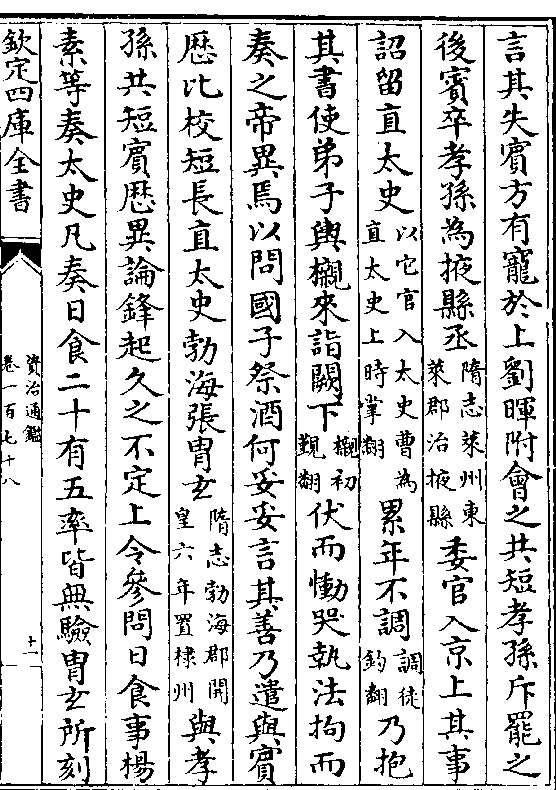 言其失賓方有寵於上劉暉附會之共短孝孫斥罷之
後賓卒孝孫為掖縣丞隋志萊州東萊郡治掖縣委官入京上其事
詔留直太史以它官入太史曹為直太史上時掌翻累年不調調徒釣翻乃抱
其書使弟子輿櫬來詣闕下櫬初覲翻伏而慟哭執法拘而
奏之帝異焉以問國子祭酒何妥妥言其善乃遣與賓
歴比校短長直太史勃海張胄玄隋志勃海郡開皇六年置棣州與孝
孫共短賓歴異論鋒起久之不定上令參問日食事楊
素等奏太史凡奏日食二十有五率皆無驗胄玄所刻
欽定四庫全書
資治通鑑
卷一百七十八
十一